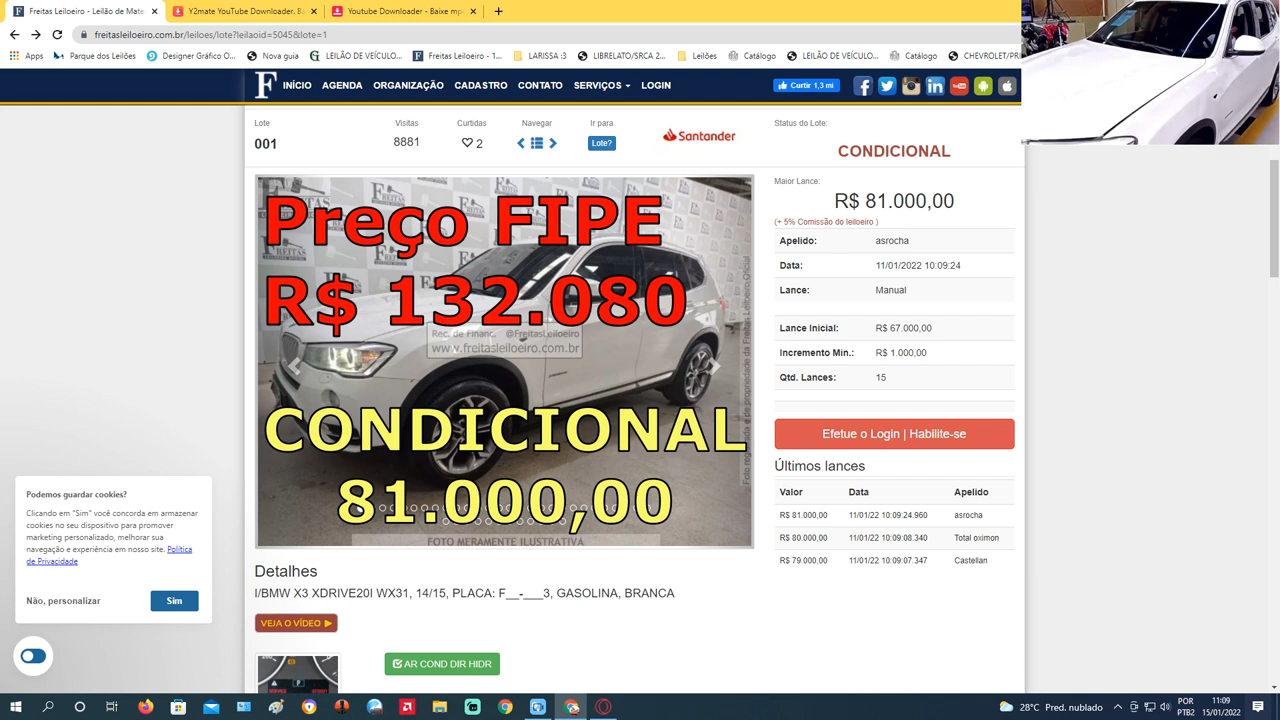 Freitas Leiloeiro - Leilão de Mate
Y2mate YouTube Downloader. B
Youtube Downloader - Baixe mp
freitasleiloeiro.com.br/leiloes/lote?leilaoid=5045&lote=1
Apps
Parque dos Leilões
Designer Gráfico O...
Nova guia
LEILÃO DE VEÍCULO...
Freitas Leiloeiro - 1...
LARISSA :3
LIBRELATO/SRCA 2...
Leilões
Catálogo
LEILÃO DE VEÍCULO...
Catálogo
CHEVROLET/PRI
F INÍCIO AGENDA ORGANIZAÇÃO CADASTRO CONTATO SERVIÇOS LOGIN
Curtir 1,3 mi
Lote
001
Visitas
8881
Curtidas
2
Navegar
Ir para
Lote?
Santander
Status do Lote:
CONDICIONAL
Preço FIPE
R$ 132.080
Rec. de Financ. @FreitasLeiloeiro
www.freitasleiloeiro.com.br
CONDICIONAL
81.000,00
FOTO MERAMENTE ILUSTRATIVA
Maior Lance:
R$ 81.000,00
(+ 5% Comissão do leiloeiro )
Apelido: asrocha
Data: 11/01/2022 10:09:24
Lance: Manual
Lance Inicial: R$ 67.000,00
Incremento Min.: R$ 1.000,00
Qtd. Lances: 15
Efetue o Login | Habilite-se
Últimos lances
Valor Data Apelido
R$ 81.000,00 11/01/22 10:09:24.960 asrocha
R$ 80.000,00 11/01/22 10:09:08.340 Total oximon
R$ 79.000,00 11/01/22 10:09:07.347 Castellan
Detalhes
I/BMW X3 XDRIVE20I WX31, 14/15, PLACA: F__-___3, GASOLINA, BRANCA
VEJA O VÍDEO
AR COND DIR HIDR
Podemos guardar cookies?
Clicando em "Sim" você concorda em armazenar
cookies no seu dispositivo para promover
marketing personalizado, melhorar sua
navegação e experiência em nosso site. Política
de Privacidade
Não, personalizar
Sim
28°C Pred. nublado
POR
PTB2
11:09
15/01/2022